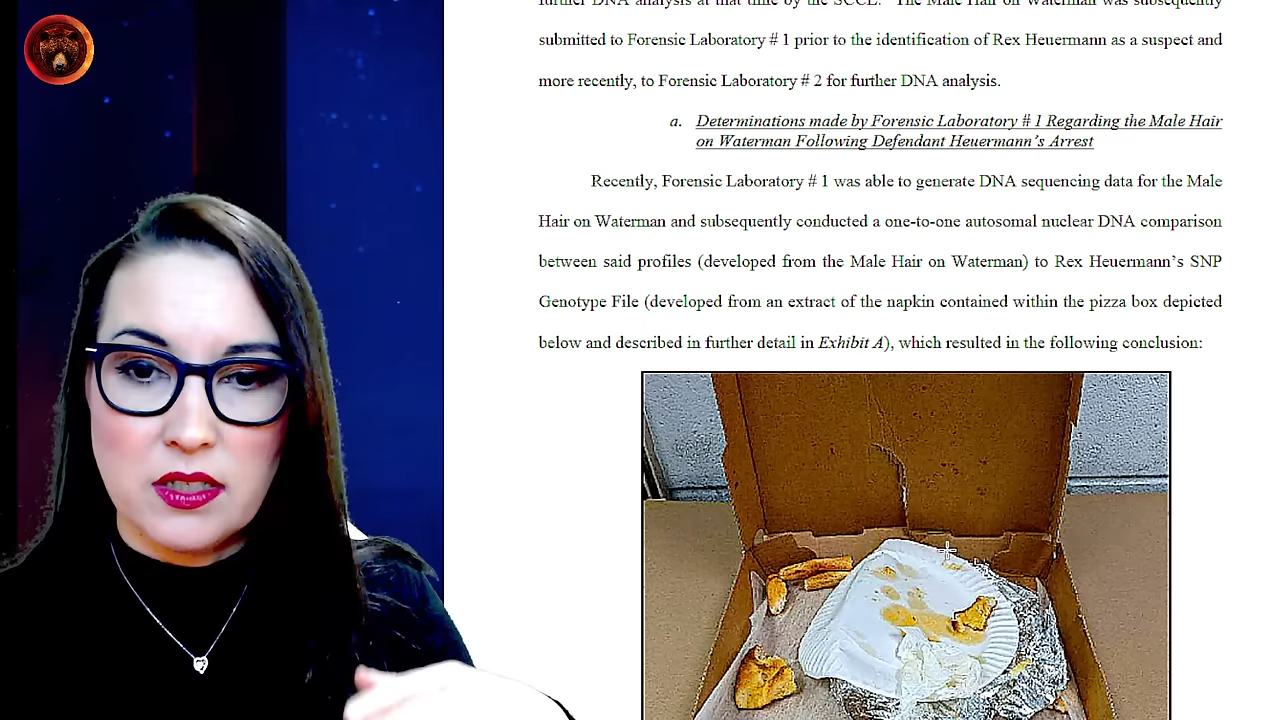 further DNA analysis at that time by the SCCL. The Male Hair on Waterman was subsequently
submitted to Forensic Laboratory # 1 prior to the identification of Rex Heuermann as a suspect and
more recently, to Forensic Laboratory # 2 for further DNA analysis.
a. Determinations made by Forensic Laboratory # 1 Regarding the Male Hair
on Waterman Following Defendant Heuermann’s Arrest
Recently, Forensic Laboratory # 1 was able to generate DNA sequencing data for the Male
Hair on Waterman and subsequently conducted a one-to-one autosomal nuclear DNA comparison
between said profiles (developed from the Male Hair on Waterman) to Rex Heuermann’s SNP
Genotype File (developed from an extract of the napkin contained within the pizza box depicted
below and described in further detail in Exhibit A), which resulted in the following conclusion: